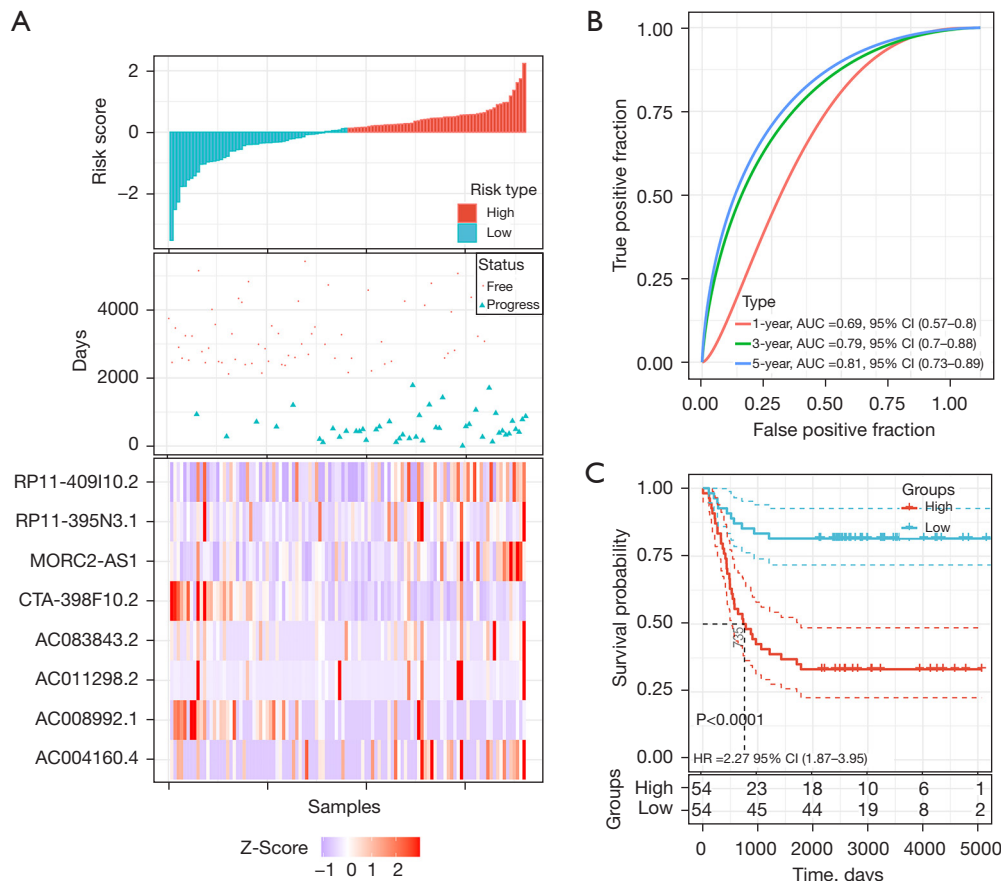 A
2
0
−2
Risk score
Risk type
High
Low
Status
Free
Progress
4000
2000
0
Days
RP11-409I10.2
RP11-395N3.1
MORC2-AS1
CTA-398F10.2
AC083843.2
AC011298.2
AC008992.1
AC004160.4
Samples
Z-Score
−1 0 1 2
B
1.00
0.75
0.50
0.25
0.00
True positive fraction
Type
1-year, AUC =0.69, 95% CI (0.57–0.8)
3-year, AUC =0.79, 95% CI (0.7–0.88)
5-year, AUC =0.81, 95% CI (0.73–0.89)
0.00 0.25 0.50 0.75 1.00
False positive fraction
C
1.00
0.75
0.50
0.25
0.00
Survival probability
Groups
High
Low
735
P<0.0001
HR =2.27 95% CI (1.87–3.95)
Groups
High 54 23 18 10 6 1
Low 54 45 44 19 8 2
0 1000 2000 3000 4000 5000
Time, days